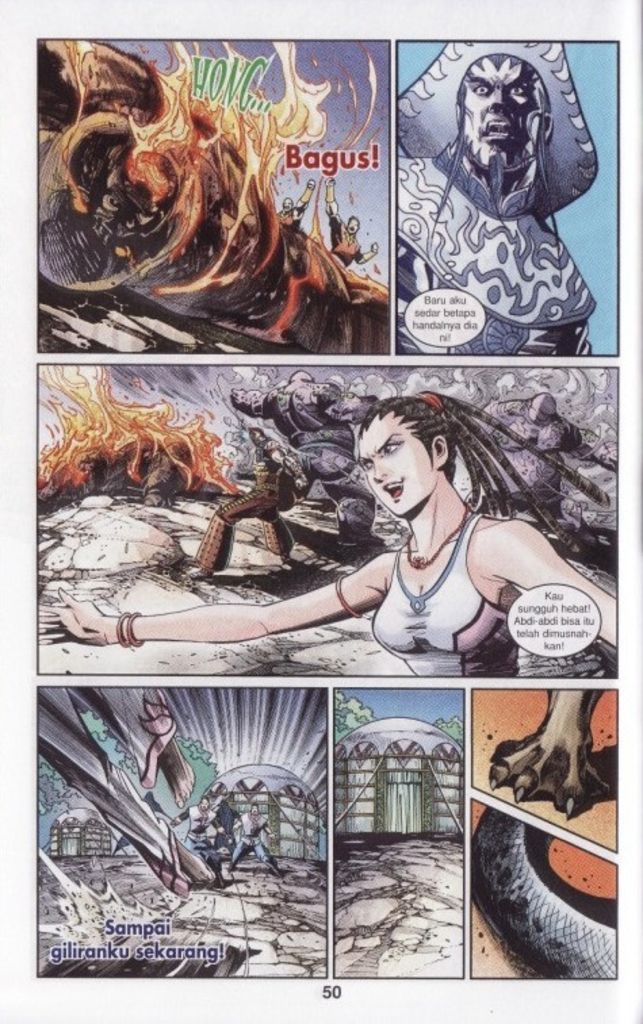 HONG...
Bagus!
Baru aku
sedar betapa
handalnya dia
ni!
Kau
sungguh hebat!
Abdi-abdi bisa itu
telah dimusnah-
kan!
Sampai
giliranku sekarang!
50